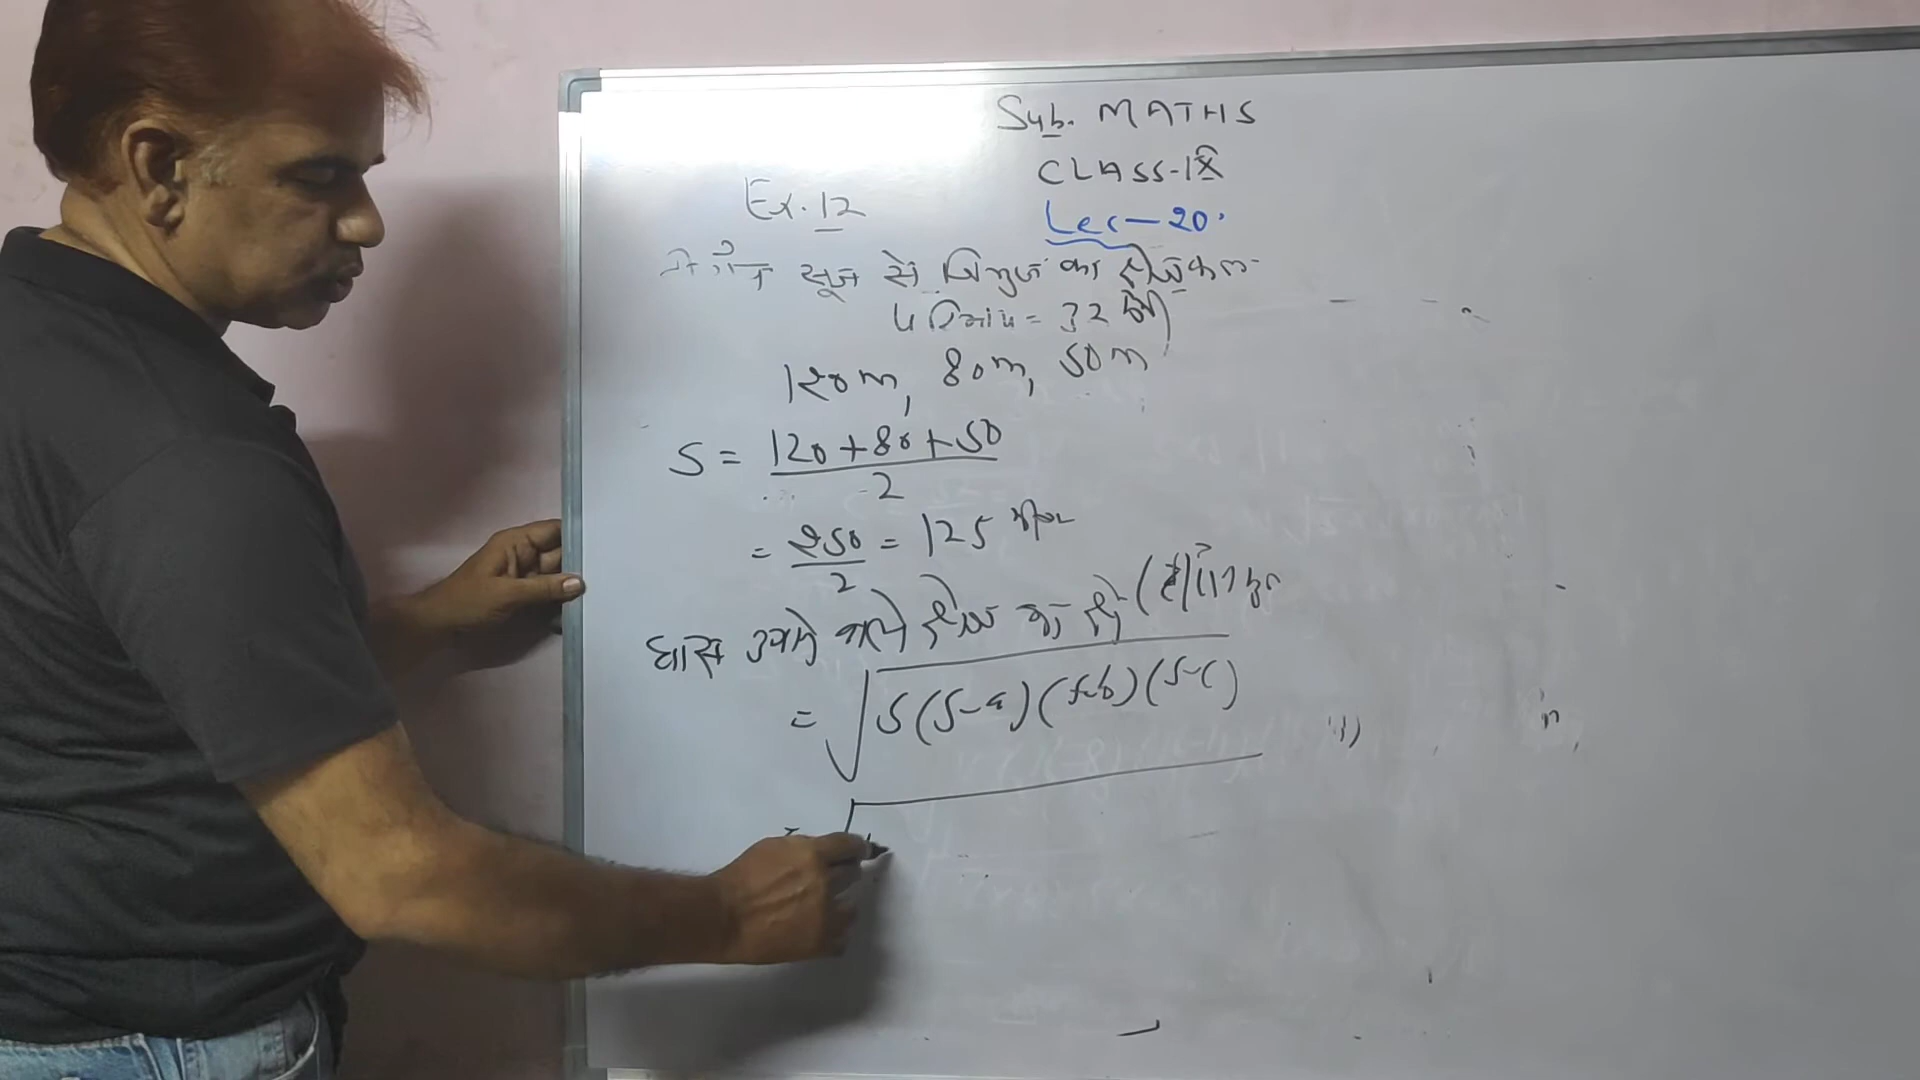 Sub. MATHS
CLASS-IX
Ex. 12
Lec-20.
सूत्र से त्रिभुज का क्षेत्रफल
परिमाप = 32
120m, 80m, 50m
S = 120+80+50 / 2
= 250/2 = 125 मीटर
घास उगाने वाले क्षेत्र का
= √S(S-a)(S-b)(S-c)